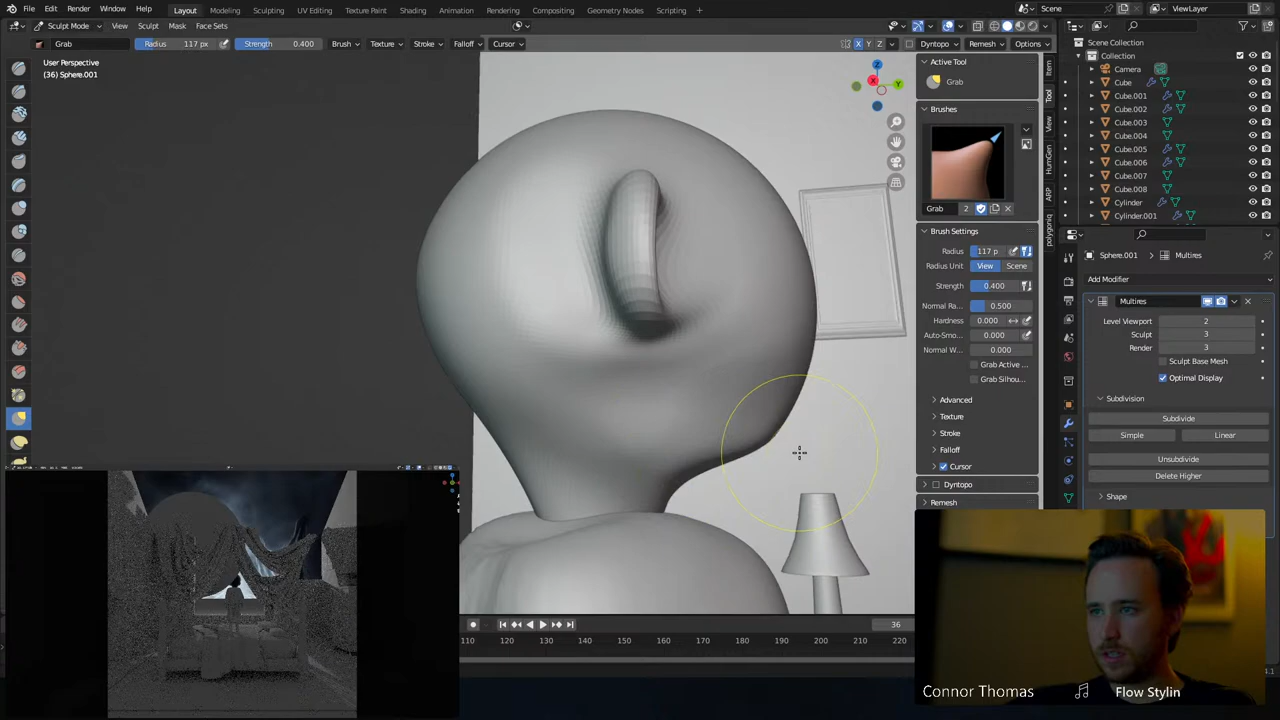 File Edit Render Window Help Layout Modeling Sculpting UV Editing Texture Paint Shading Animation Rendering Compositing Geometry Nodes Scripting Scene ViewLayer
Sculpt Mode View Sculpt Mask Face Sets
Grab Radius 117 px Strength 0.400 Brush Texture Stroke Falloff Cursor X Y Z Dyntopo Remesh Options
User Perspective
(36) Sphere.001
Z
Y
Active Tool
Grab
Brushes
Grab 2
Brush Settings
Radius 117 p
Radius Unit View Scene
Strength 0.400
Normal Ra... 0.500
Hardness 0.000
Auto-Smo... 0.000
Normal W... 0.000
Grab Active ...
Grab Silhou...
Advanced
Texture
Stroke
Falloff
Cursor
Dyntopo
Remesh
Item
Tool
View
HumGen
ARP
polygoniq
Scene Collection
Collection
Camera
Cube
Cube.001
Cube.002
Cube.003
Cube.004
Cube.005
Cube.006
Cube.007
Cube.008
Cylinder
Cylinder.001
Sphere.001 Multires
Add Modifier
Multires
Level Viewport 2
Sculpt 3
Render 3
Sculpt Base Mesh
Optimal Display
Subdivision
Subdivide
Simple Linear
Unsubdivide
Delete Higher
Shape
36
110 120 130 140 150 160 170 180 190 200 210 220
Connor Thomas Flow Stylin
4.1